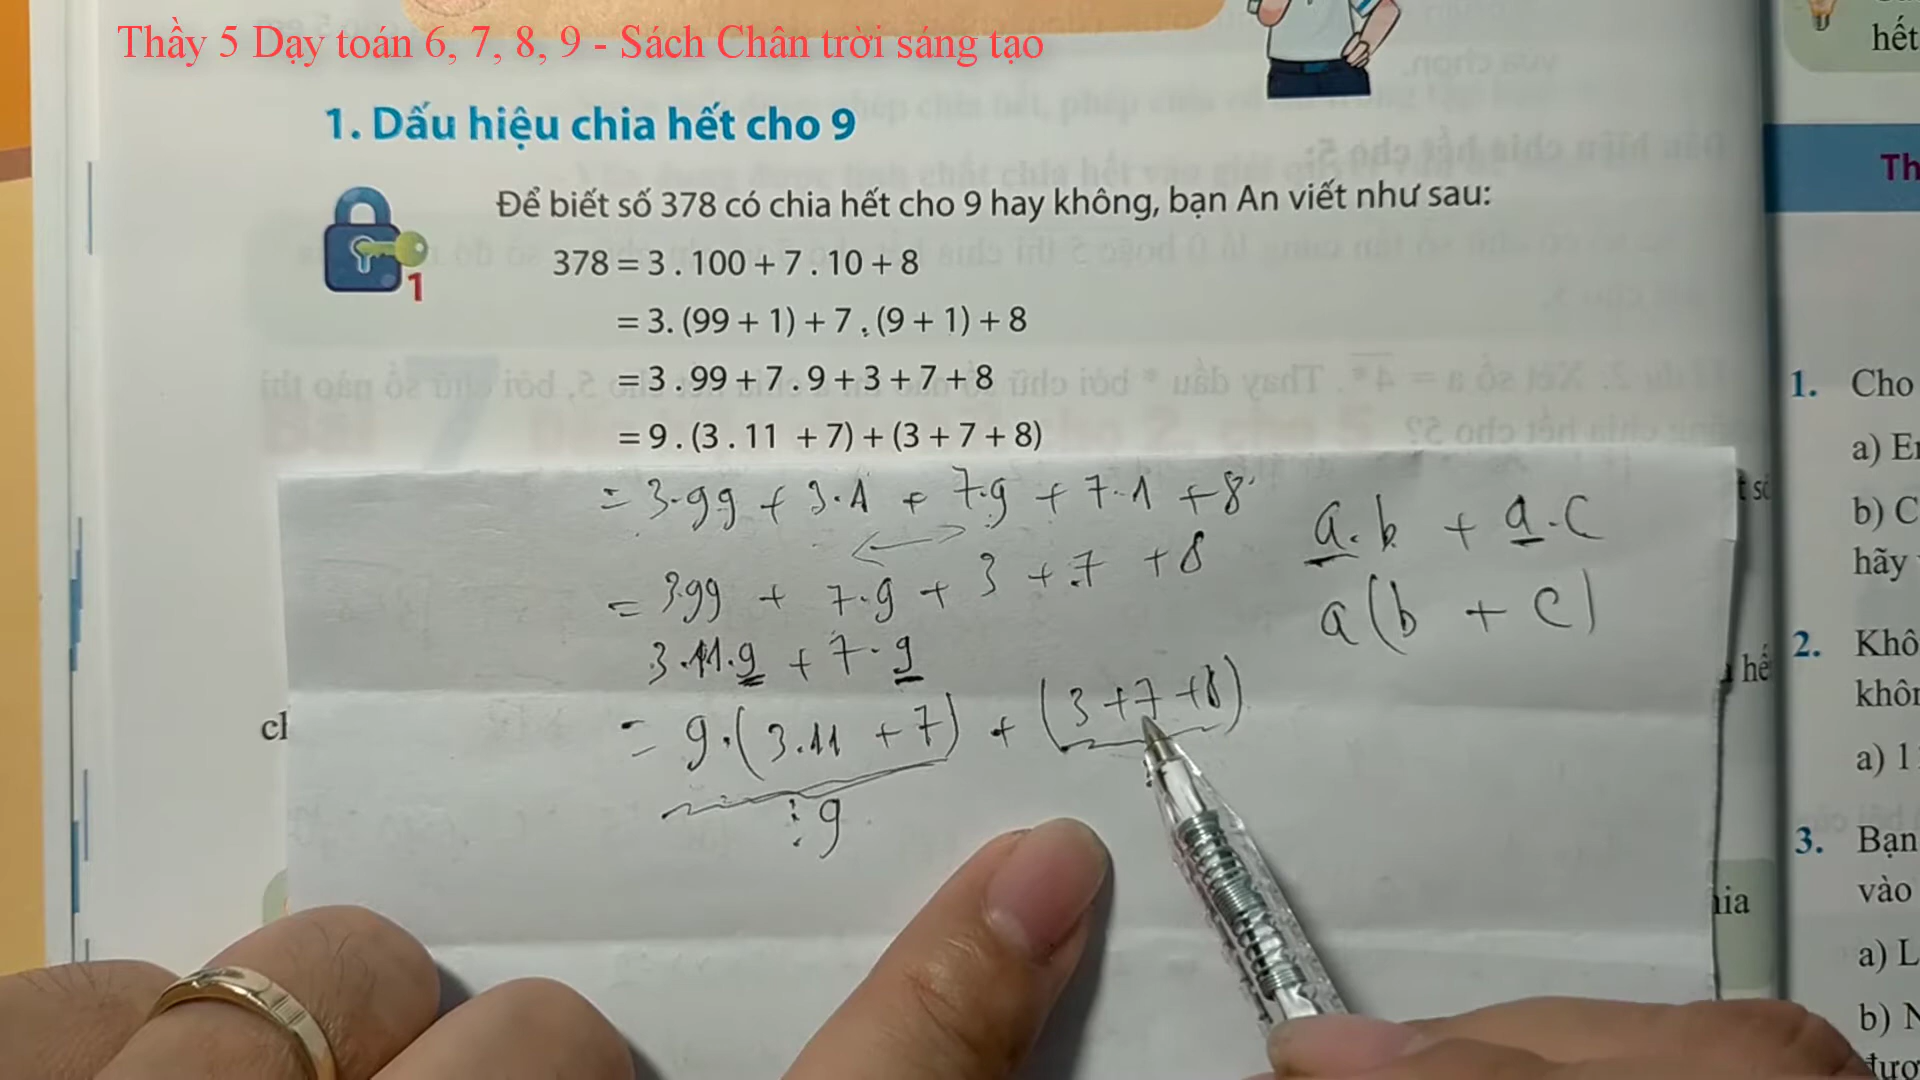 Thầy 5 Dạy toán 6, 7, 8, 9 - Sách Chân trời sáng tạo
1. Dấu hiệu chia hết cho 9
1
Để biết số 378 có chia hết cho 9 hay không, bạn An viết như sau:
378 = 3 . 100 + 7 . 10 + 8
= 3. (99 + 1) + 7 . (9 + 1) + 8
= 3 . 99 + 7 . 9 + 3 + 7 + 8
= 9 . (3 . 11 + 7) + (3 + 7 + 8)
= 3.99 + 3.1 + 7.9 + 7.1 + 8
= 3.99 + 7.9 + 3 + 7 + 8
3.11.9 + 7.9
= 9.(3.11 + 7) + (3 + 7 + 8)
⋮ 9
a.b + a.c
a(b + c)
hết
Th
1. Cho
a)
b) C
hãy
2. Khô
khôn
a) 1
3. Bạn
vào
a) L
b) N